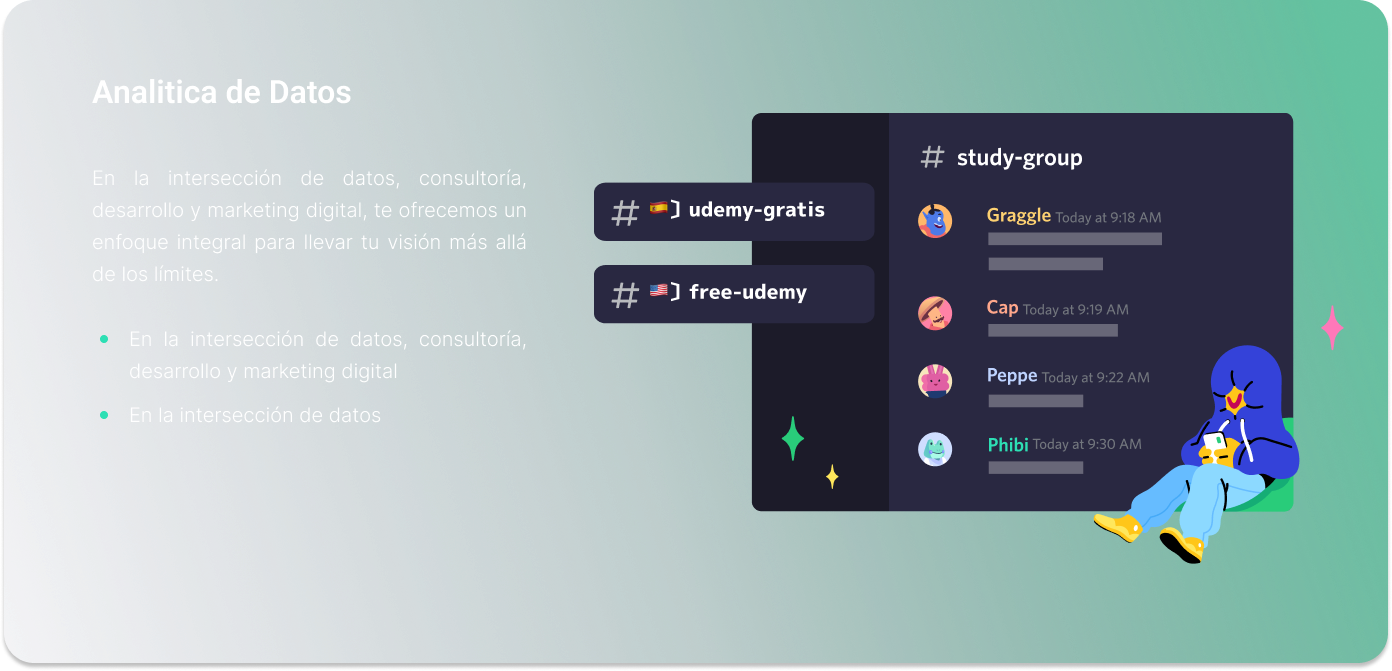 Analitica de Datos
En la intersección de datos, consultoría,
desarrollo y marketing digital, te ofrecemos un
enfoque integral para llevar tu visión más allá
de los límites.
• En la intersección de datos, consultoría,
desarrollo y marketing digital
• En la intersección de datos
# 🇪🇸❳ udemy-gratis
# 🇺🇸❳ free-udemy
# study-group
Graggle Today at 9:18 AM
Cap Today at 9:19 AM
Peppe Today at 9:22 AM
Phibi Today at 9:30 AM